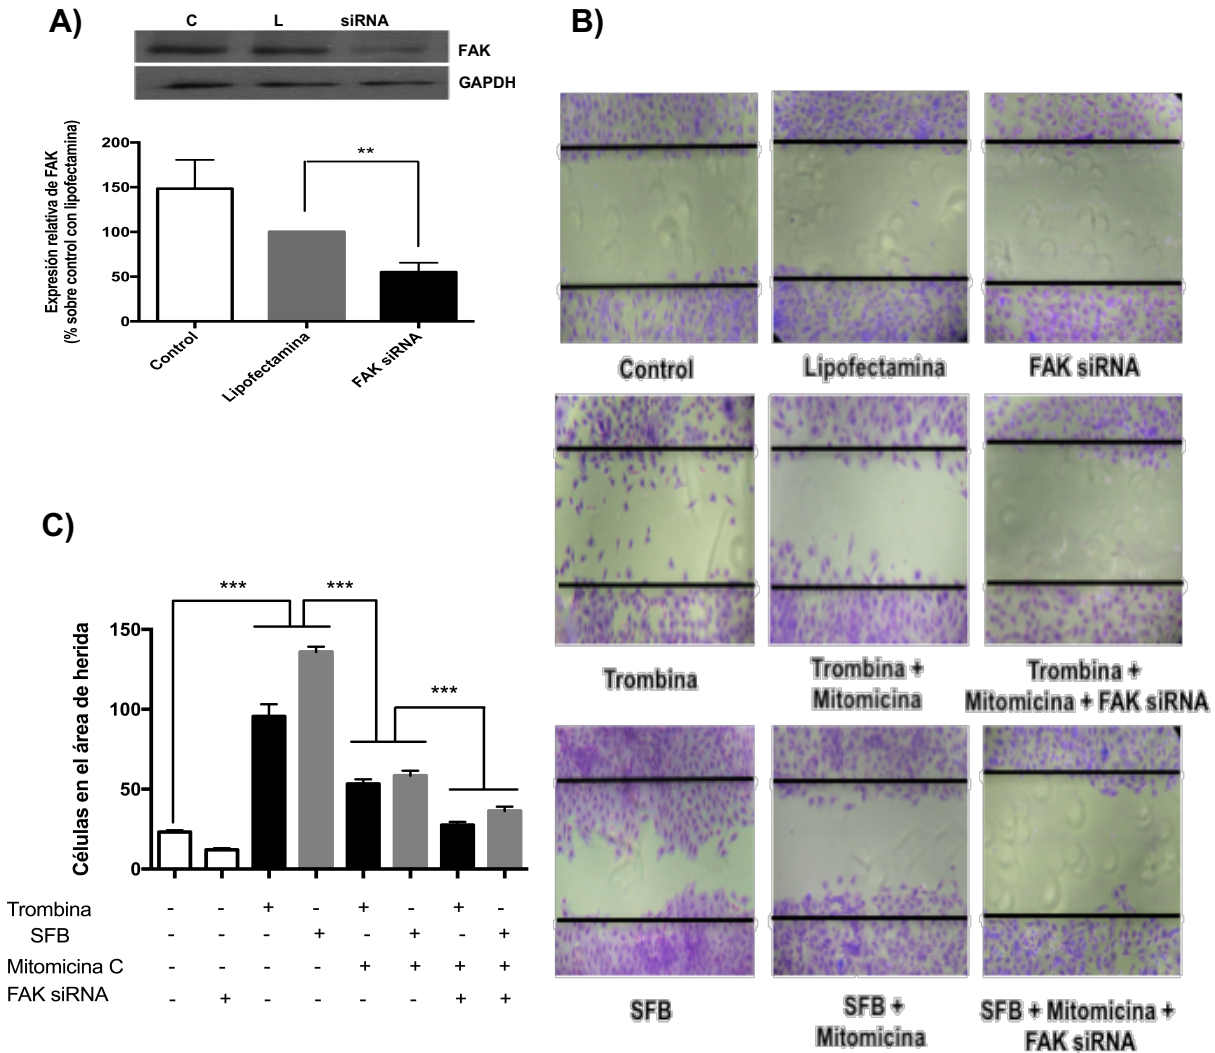 A)
C L siRNA
FAK
GAPDH
Expresión relativa de FAK
(% sobre control con lipofectamina)
200
150
100
50
0
**
Control
Lipofectamina
FAK siRNA
B)
Control
Lipofectamina
FAK siRNA
Trombina
Trombina +
Mitomicina
Trombina +
Mitomicina + FAK siRNA
SFB
SFB +
Mitomicina
SFB + Mitomicina +
FAK siRNA
C)
Células en el área de herida
150
100
50
0
***
***
***
Trombina - - + - + - + -
SFB - - - + - + - +
Mitomicina C - - - - + + + +
FAK siRNA - + - - - - + +